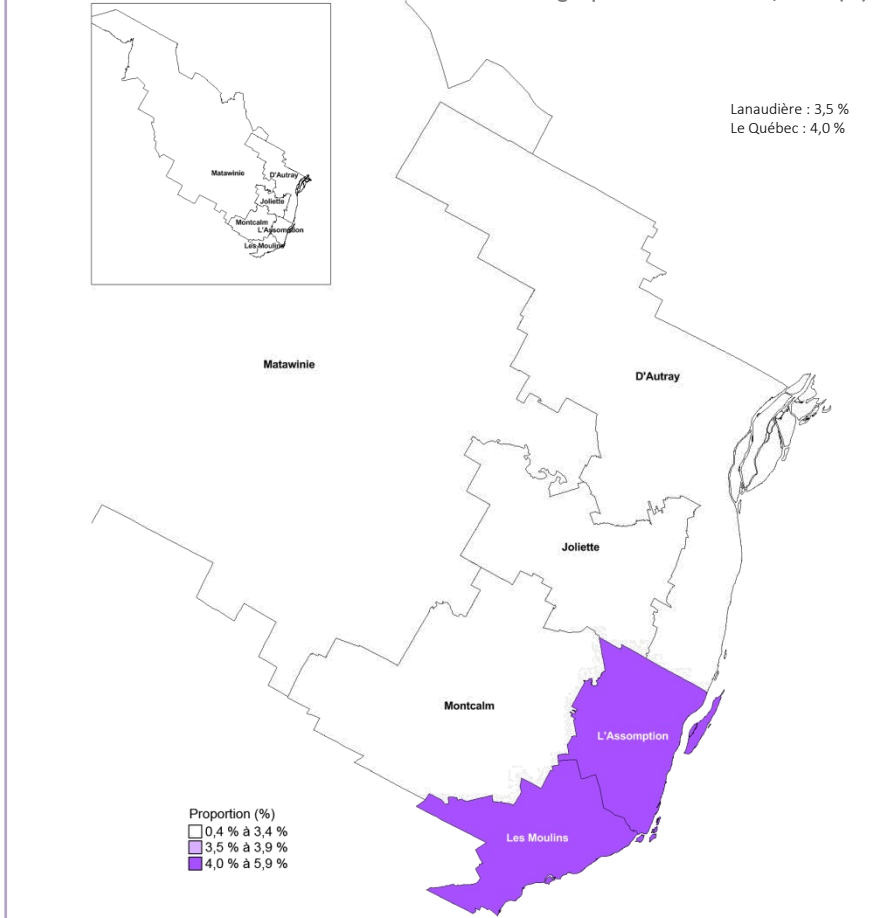 Lanaudière : 3,5 %
Le Québec : 4,0 %
Matawinie
D'Autray
Joliette
Montcalm
L'Assomption
Les Moulins
Matawinie
D'Autray
Joliette
Montcalm
L'Assomption
Les Moulins
Proportion (%)
0,4 % à 3,4 %
3,5 % à 3,9 %
4,0 % à 5,9 %